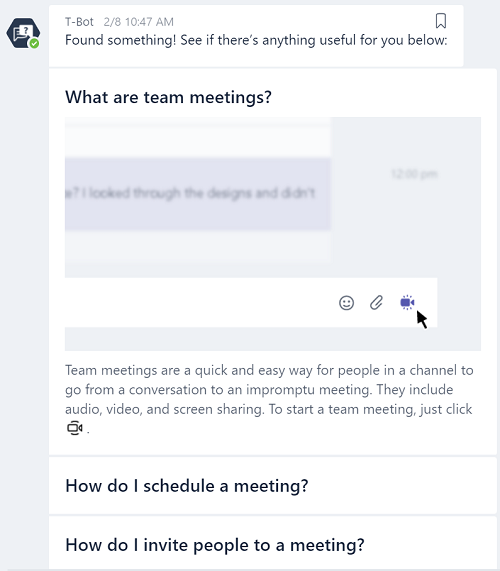 T-Bot 2/8 10:47 AM
Found something! See if there's anything useful for you below:
What are team meetings?
12:00 pm
e? I looked through the designs and didn't
Team meetings are a quick and easy way for people in a channel to
go from a conversation to an impromptu meeting. They include
audio, video, and screen sharing. To start a team meeting, just click
.
How do I schedule a meeting?
How do I invite people to a meeting?